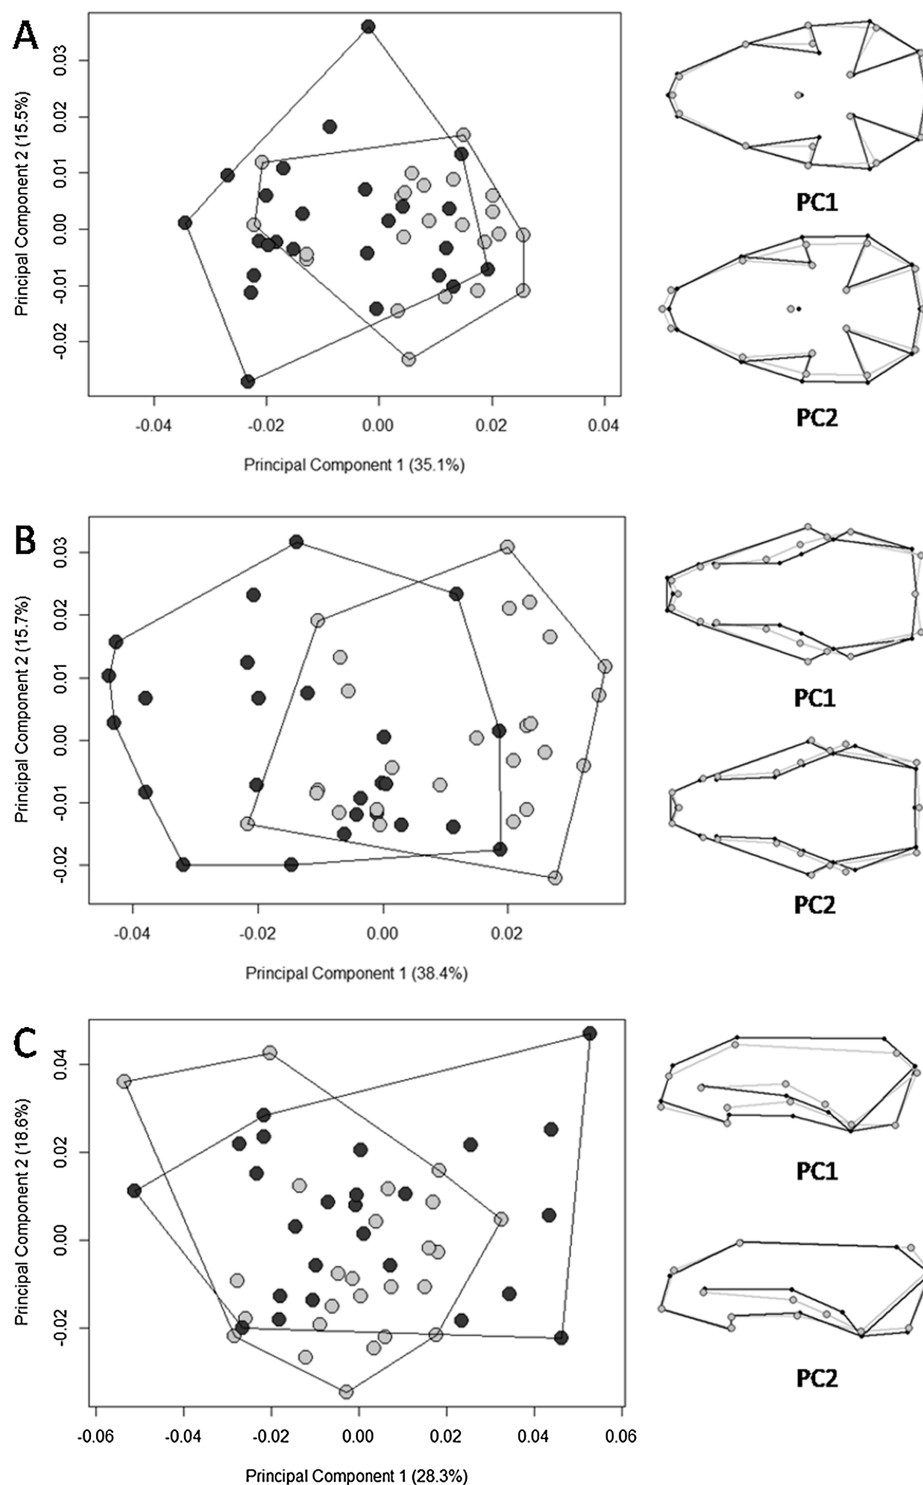 A
Principal Component 2 (15.5%)
0.03
0.02
0.01
0.00
-0.01
-0.02
-0.04
-0.02
0.00
0.02
0.04
Principal Component 1 (35.1%)
PC1
PC2
B
Principal Component 2 (15.7%)
0.03
0.02
0.01
0.00
-0.01
-0.02
-0.04
-0.02
0.00
0.02
Principal Component 1 (38.4%)
PC1
PC2
C
Principal Component 2 (18.6%)
0.04
0.02
0.00
-0.02
-0.06
-0.04
-0.02
0.00
0.02
0.04
0.06
Principal Component 1 (28.3%)
PC1
PC2